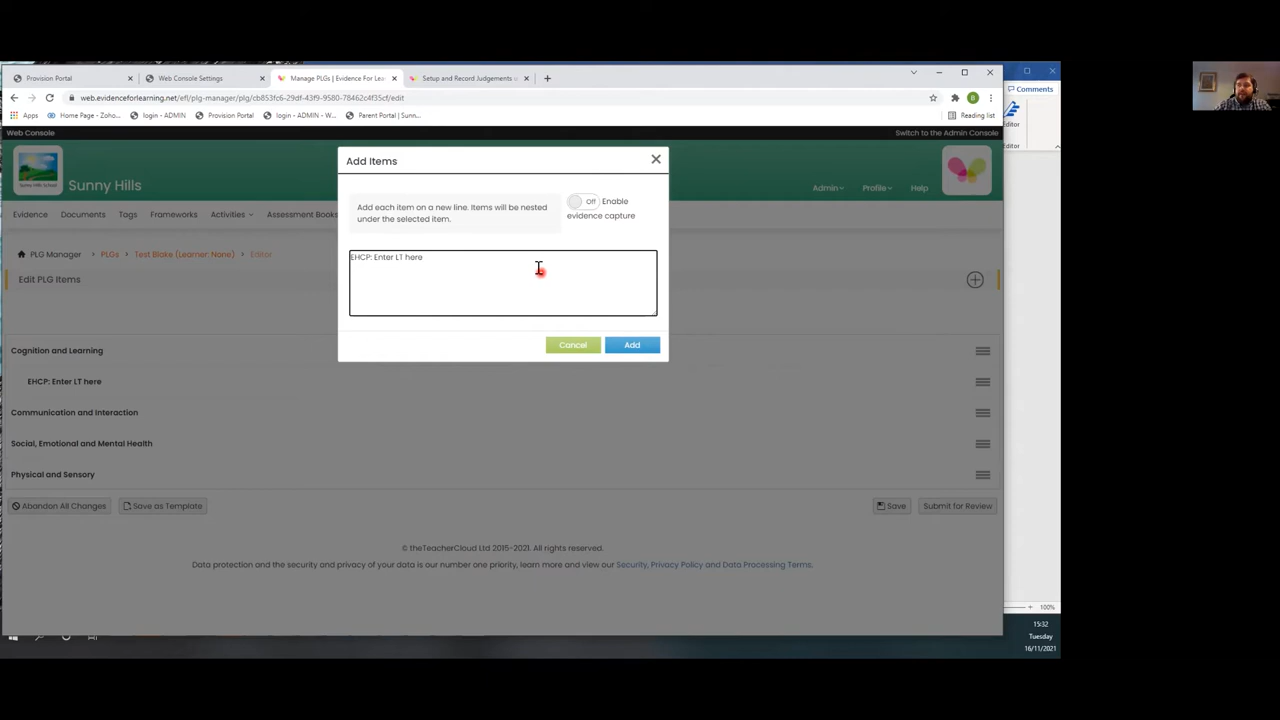 Provision Portal
Web Console Settings
Manage PLGs | Evidence For Lea
Setup and Record Judgements u
Comments
web.evidenceforlearning.net/efl/plg-manager/plg/cb853fc6-29df-43f9-9580-78462c4f35cf/edit
Apps
Home Page - Zoho...
login - ADMIN
Provision Portal
login - ADMIN - W...
Parent Portal | Sunn...
Reading list
Editor
Web Console
Switch to the Admin Console
Editor
Add Items
Sunny Hills
Admin
Profile
Help
Add each item on a new line. Items will be nested
under the selected item.
Off
Enable
evidence capture
Evidence
Documents
Tags
Frameworks
Activities
Assessment Books
PLG Manager > PLGs > Test Blake (Learner: None) > Editor
EHCP: Enter LT here
Edit PLG Items
Cancel
Add
Cognition and Learning
EHCP: Enter LT here
Communication and Interaction
Social, Emotional and Mental Health
Physical and Sensory
Abandon All Changes
Save as Template
Save
Submit for Review
© theTeacherCloud Ltd 2015-2021. All rights reserved.
Data protection and the security and privacy of your data is our number one priority, learn more and view our Security, Privacy Policy and Data Processing Terms.
100%
15:32
Tuesday
16/11/2021